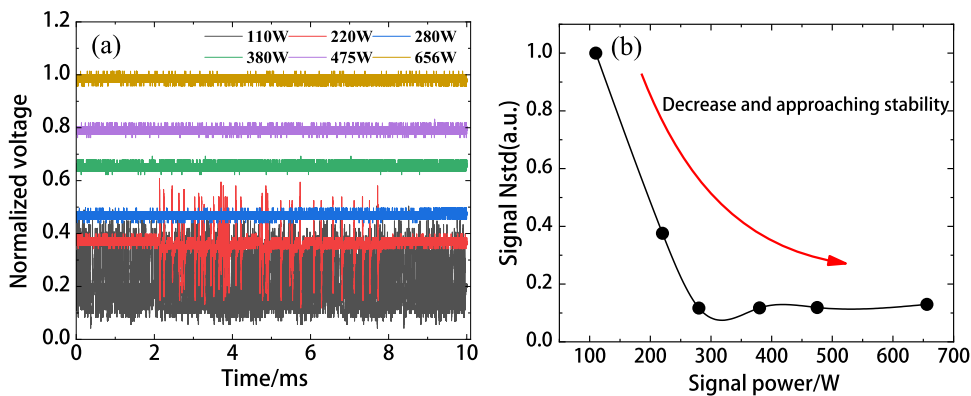 (a)
110W 220W 280W
380W 475W 656W
Normalized voltage
1.2
1.0
0.8
0.6
0.4
0.2
0.0
0 2 4 6 8 10
Time/ms
(b)
Decrease and approaching stability
Signal Nstd(a.u.)
1.0
0.8
0.6
0.4
0.2
0.0
100 200 300 400 500 600 700
Signal power/W